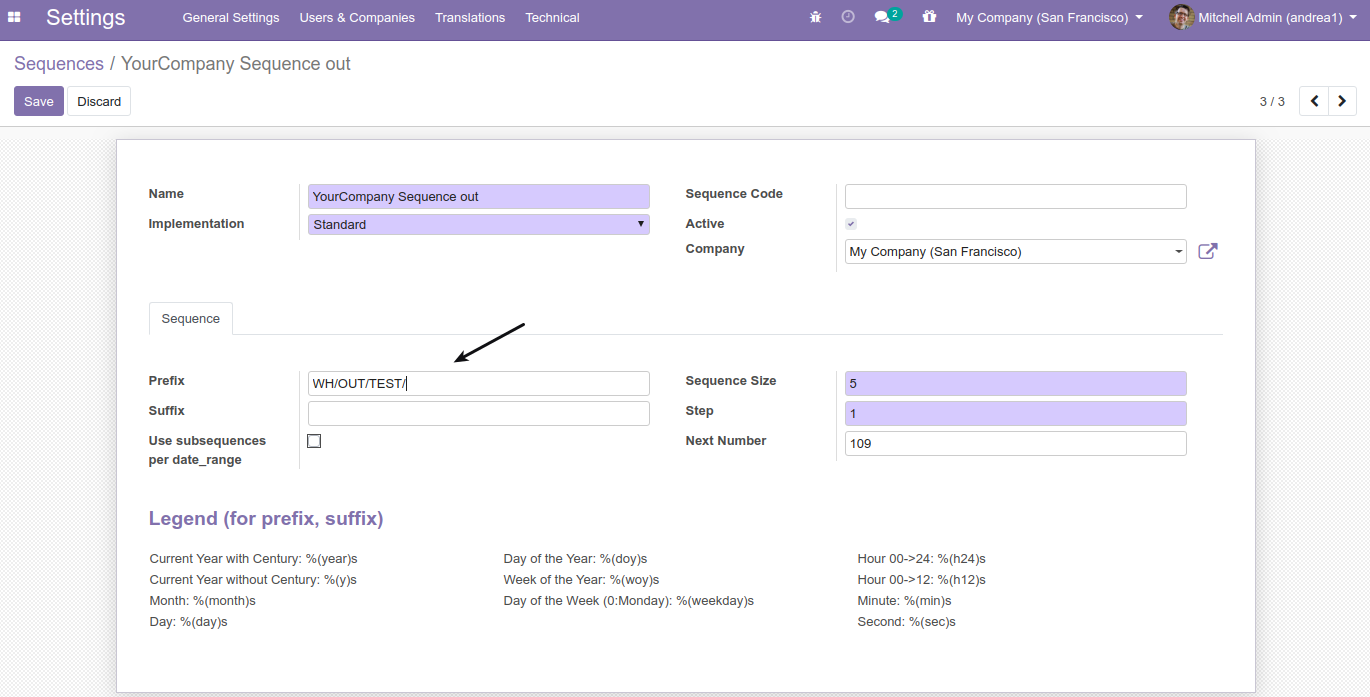 Settings General Settings Users & Companies Translations Technical 2 My Company (San Francisco) Mitchell Admin (andrea1)
Sequences / YourCompany Sequence out
Save Discard 3 / 3
Name YourCompany Sequence out Sequence Code
Implementation Standard Active
Company My Company (San Francisco)
Sequence
Prefix WH/OUT/TEST/ Sequence Size 5
Suffix Step 1
Use subsequences Next Number 109
per date_range
Legend (for prefix, suffix)
Current Year with Century: %(year)s Day of the Year: %(doy)s Hour 00->24: %(h24)s
Current Year without Century: %(y)s Week of the Year: %(woy)s Hour 00->12: %(h12)s
Month: %(month)s Day of the Week (0:Monday): %(weekday)s Minute: %(min)s
Day: %(day)s Second: %(sec)s